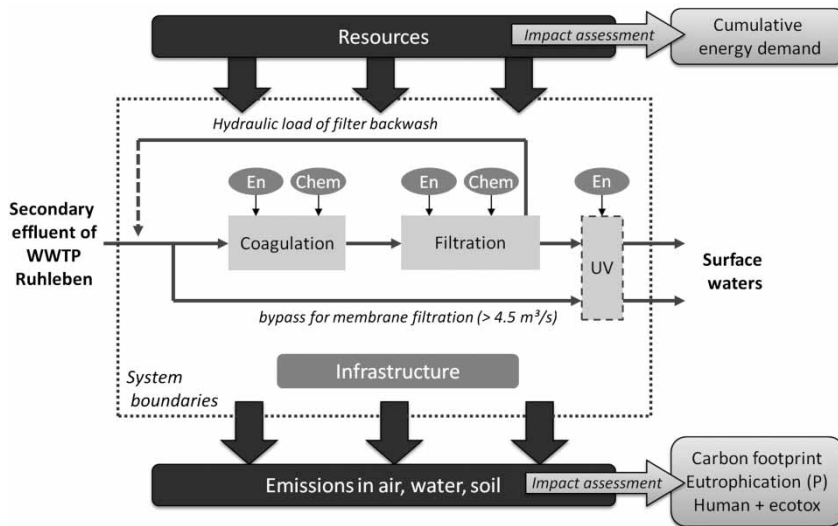 Resources
Impact assessment
Cumulative
energy demand
Hydraulic load of filter backwash
En
Chem
En
Chem
En
Secondary
effluent of
WWTP
Ruhleben
Coagulation
Filtration
UV
Surface
waters
bypass for membrane filtration (> 4.5 m³/s)
Infrastructure
System
boundaries
Emissions in air, water, soil
Impact assessment
Carbon footprint
Eutrophication (P)
Human + ecotox